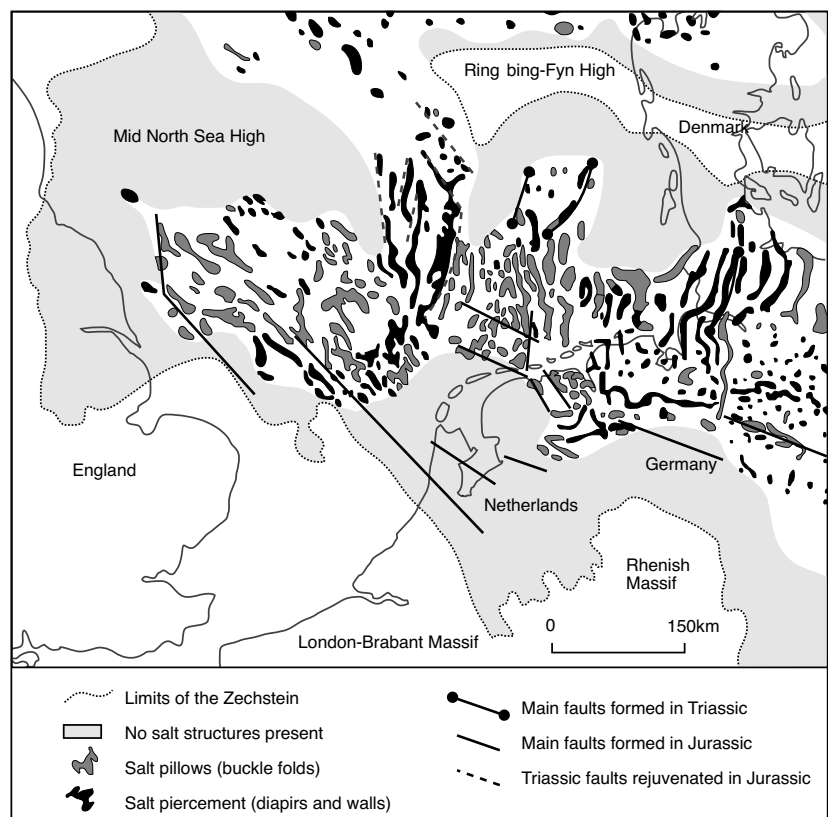 Ring bing-Fyn High
Denmark
Mid North Sea High
England
Germany
Netherlands
Rhenish
Massif
London-Brabant Massif
0 150km
Limits of the Zechstein
No salt structures present
Salt pillows (buckle folds)
Salt piercement (diapirs and walls)
Main faults formed in Triassic
Main faults formed in Jurassic
Triassic faults rejuvenated in Jurassic